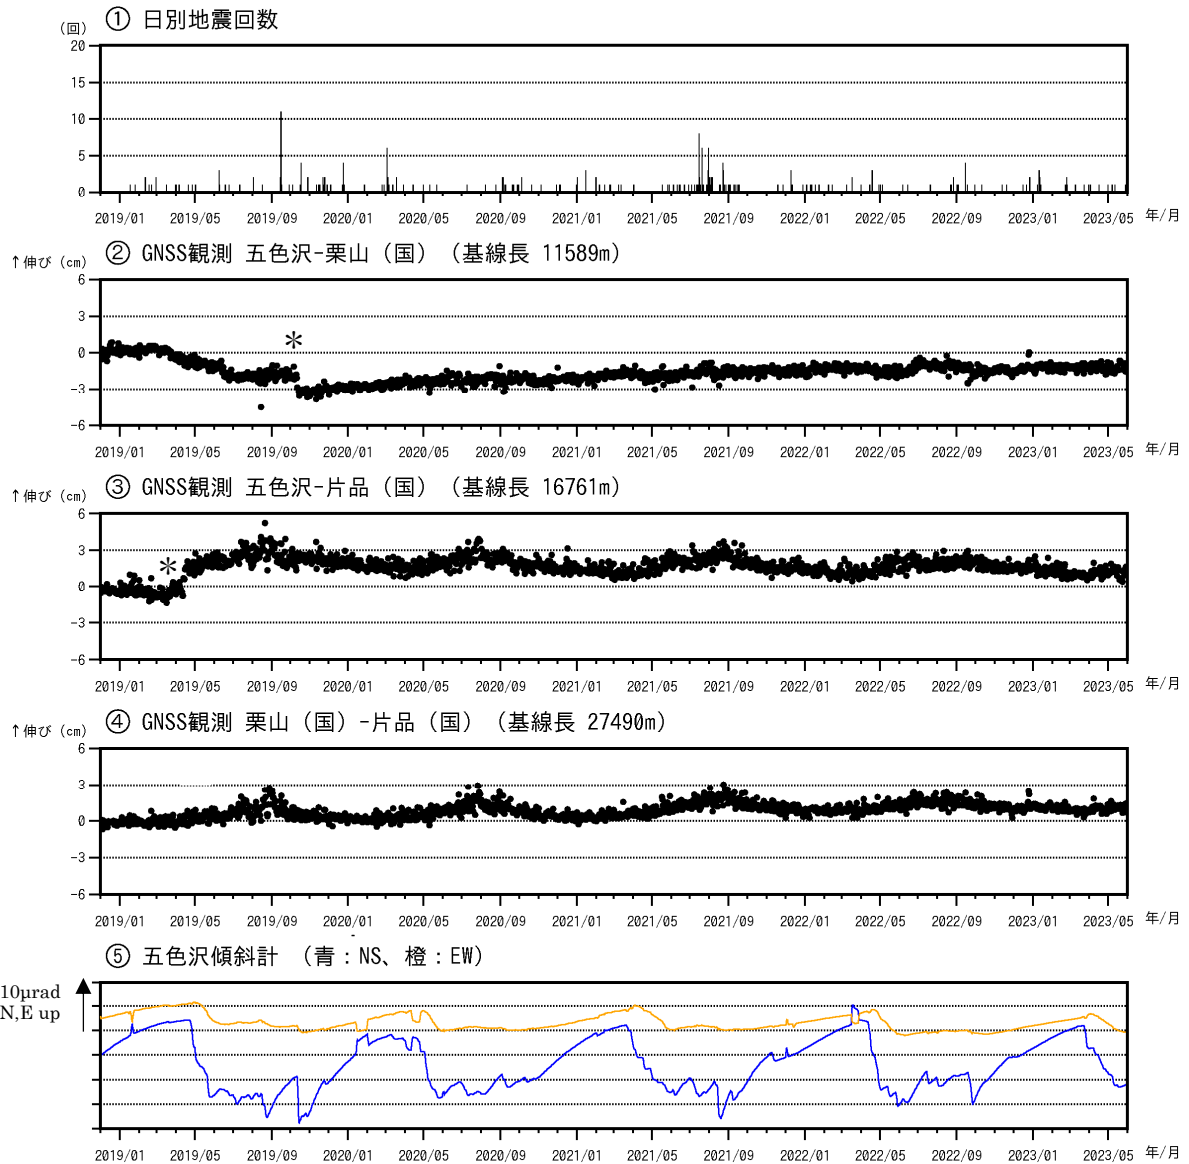 ① 日別地震回数
(回)
20
15
10
5
0
2019/01 2019/05 2019/09 2020/01 2020/05 2020/09 2021/01 2021/05 2021/09 2022/01 2022/05 2022/09 2023/01 2023/05 年/月
② GNSS観測 五色沢-栗山（国）（基線長 11589m）
↑伸び (cm)
6
3
0
-3
-6
*
2019/01 2019/05 2019/09 2020/01 2020/05 2020/09 2021/01 2021/05 2021/09 2022/01 2022/05 2022/09 2023/01 2023/05 年/月
③ GNSS観測 五色沢-片品（国）（基線長 16761m）
↑伸び (cm)
6
3
0
-3
-6
*
2019/01 2019/05 2019/09 2020/01 2020/05 2020/09 2021/01 2021/05 2021/09 2022/01 2022/05 2022/09 2023/01 2023/05 年/月
④ GNSS観測 栗山（国）-片品（国）（基線長 27490m）
↑伸び (cm)
6
3
0
-3
-6
2019/01 2019/05 2019/09 2020/01 2020/05 2020/09 2021/01 2021/05 2021/09 2022/01 2022/05 2022/09 2023/01 2023/05 年/月
⑤ 五色沢傾斜計 （青：NS、橙：EW）
10μrad
N,E up
2019/01 2019/05 2019/09 2020/01 2020/05 2020/09 2021/01 2021/05 2021/09 2022/01 2022/05 2022/09 2023/01 2023/05 年/月